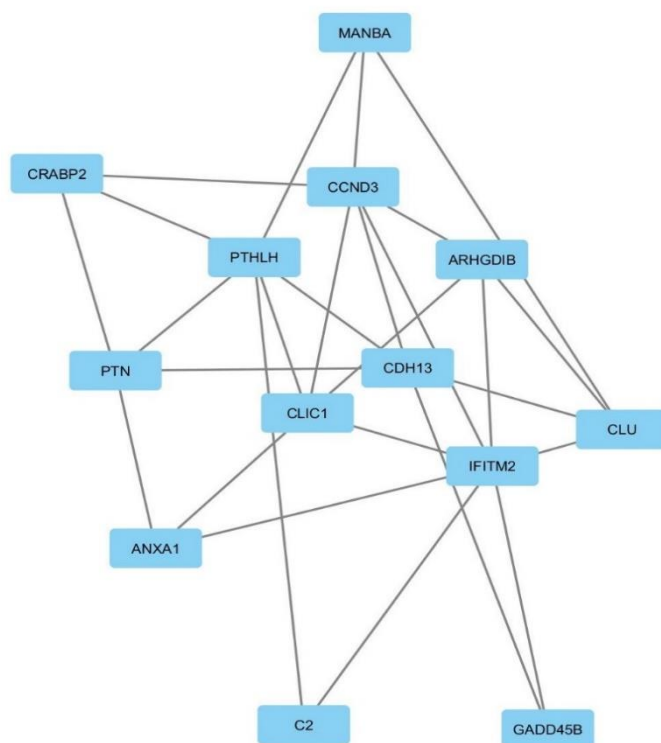 MANBA
CRABP2
CCND3
PTHLH
ARHGDIB
PTN
CDH13
CLIC1
CLU
IFITM2
ANXA1
C2
GADD45B